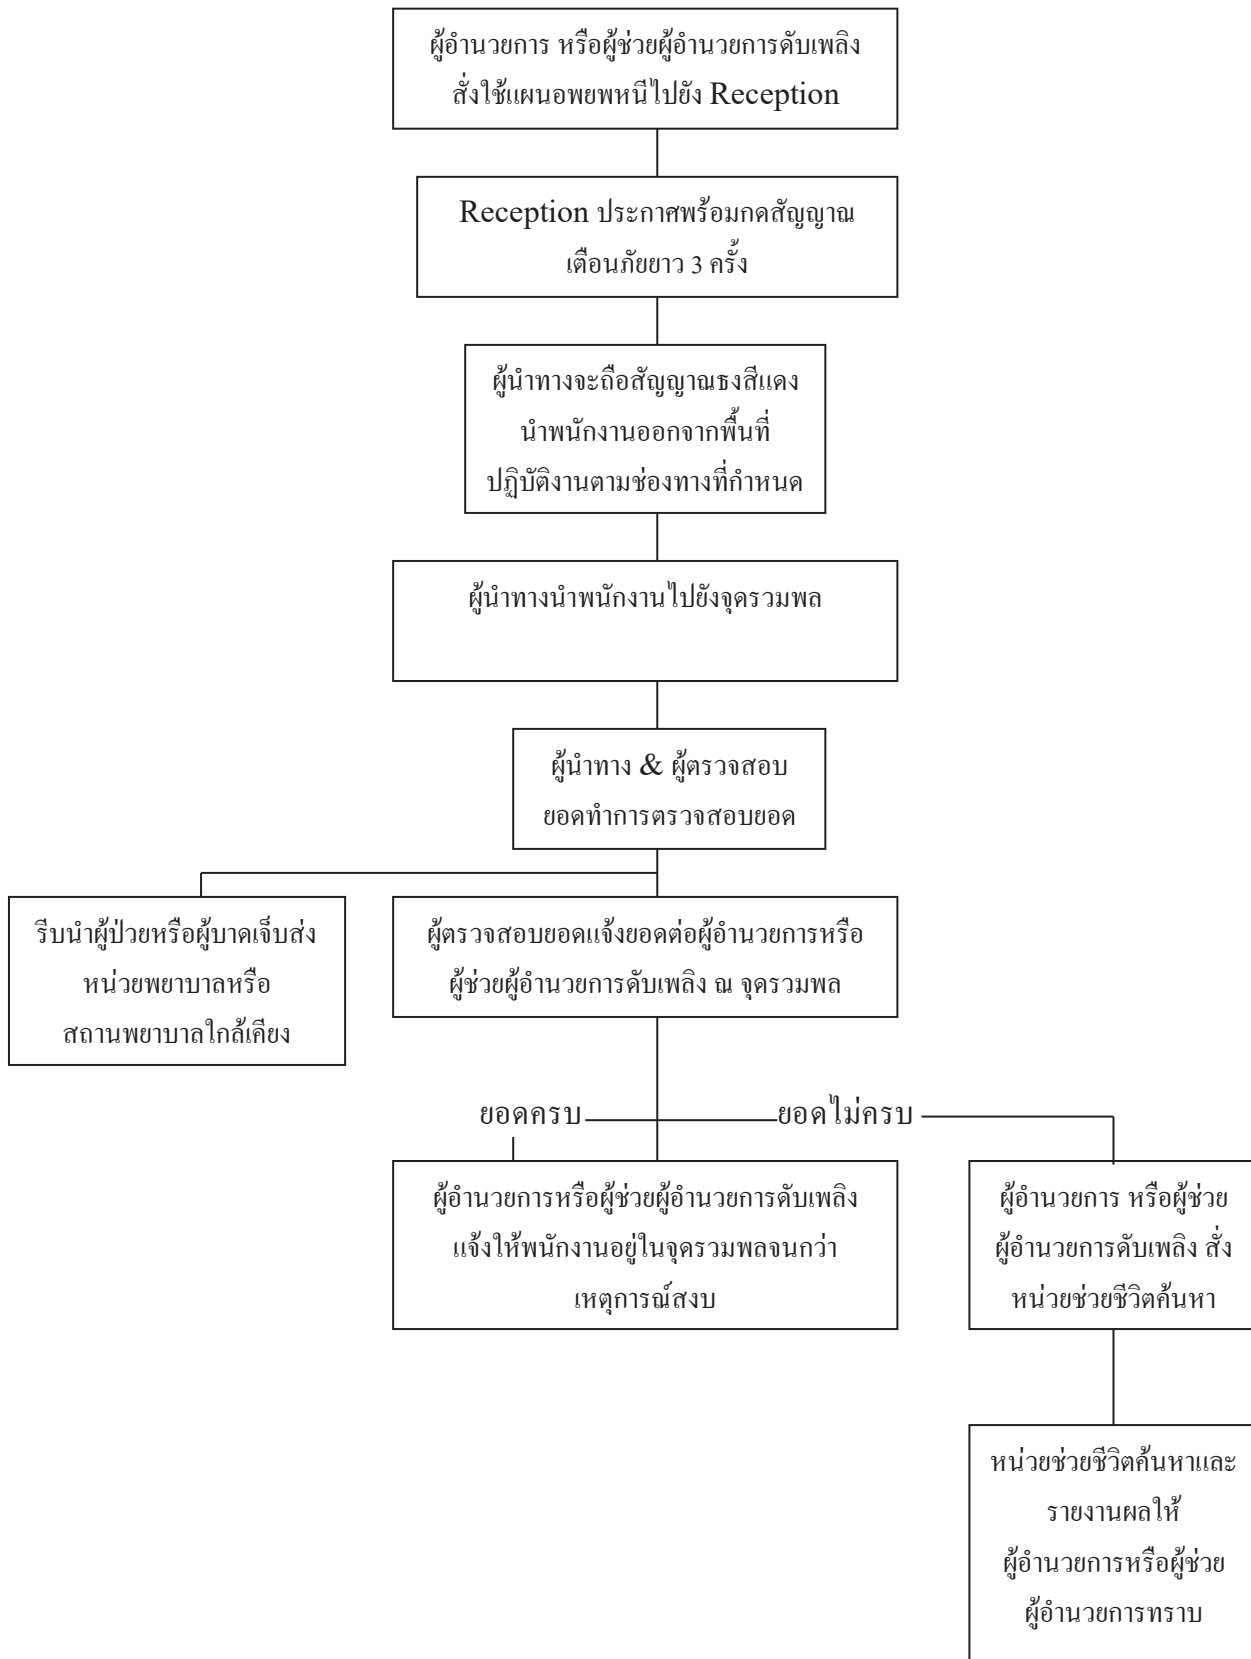 ผู้อำนวยการ หรือผู้ช่วยผู้อำนวยการดับเพลิง
สั่งใช้แผนอพยพหนีไปยัง Reception
Reception ประกาศพร้อมกดสัญญาณ
เตือนภัยยาว 3 ครั้ง
ผู้นำทางจะถือสัญญาณธงสีแดง
นำพนักงานออกจากพื้นที่
ปฏิบัติงานตามช่องทางที่กำหนด
ผู้นำทางนำพนักงานไปยังจุดรวมพล
ผู้นำทาง & ผู้ตรวจสอบ
ยอดทำการตรวจสอบยอด
รีบนำผู้ป่วยหรือผู้บาดเจ็บส่ง
หน่วยพยาบาลหรือ
สถานพยาบาลใกล้เคียง
ผู้ตรวจสอบยอดแจ้งยอดต่อผู้อำนวยการหรือ
ผู้ช่วยผู้อำนวยการดับเพลิง ณ จุดรวมพล
ยอดครบ
ยอดไม่ครบ
ผู้อำนวยการหรือผู้ช่วยผู้อำนวยการดับเพลิง
แจ้งให้พนักงานอยู่ในจุดรวมพลจนกว่า
เหตุการณ์สงบ
ผู้อำนวยการ หรือผู้ช่วย
ผู้อำนวยการดับเพลิง สั่ง
หน่วยช่วยชีวิตค้นหา
หน่วยช่วยชีวิตค้นหาและ
รายงานผลให้
ผู้อำนวยการหรือผู้ช่วย
ผู้อำนวยการทราบ